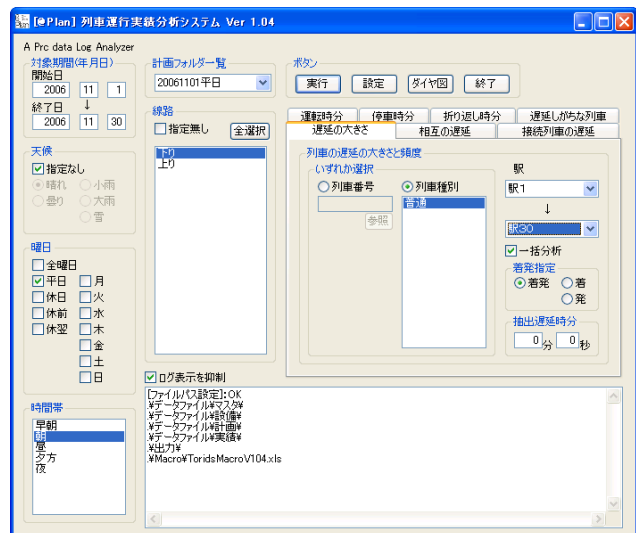 [@Plan] 列車運行実績分析システム Ver 1.04
A Prc data Log Analyzer
対象期間(年月日)
開始日
2006 11 1
終了日 ↓
2006 11 30
天候
指定なし
晴れ 小雨
曇り 大雨
雪
曜日
全曜日
平日 月
休日 火
休前 水
休翌 木
金
土
日
時間帯
早朝
朝
昼
夕方
夜
計画フォルダ一覧
20061101平日
線路
指定無し 全選択
下り
上り
ボタン
実行 設定 ダイヤ図 終了
運転時分 停車時分 折り返し時分 遅延しがちな列車
遅延の大きさ 相互の遅延 接続列車の遅延
列車の遅延の大きさと頻度
いずれか選択
列車番号 列車種別
参照
普通
駅
駅1
↓
駅30
一括分析
着発指定
着発 着
発
抽出遅延時分
0 分 0 秒
ログ表示を抑制
[ファイルパス設定]:OK
.¥データファイル¥マスタ¥
.¥データファイル¥設備¥
.¥データファイル¥計画¥
.¥データファイル¥実績¥
.¥出力¥
.¥Macro¥ToridsMacroV104.xls